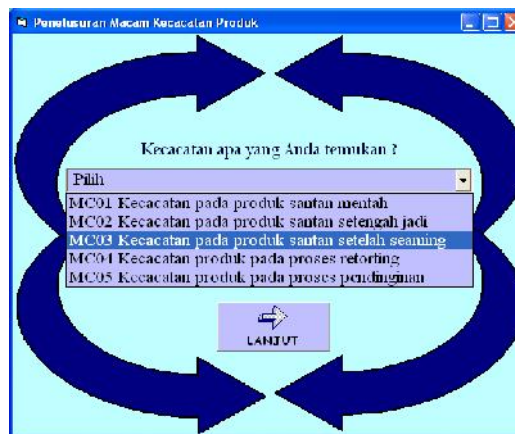 Penelusuran Macam Kecacatan Produk
Kecacatan apa yang Anda temukan ?
Pilih
MC01 Kecacatan pada produk santan mentah
MC02 Kecacatan pada produk santan setengah jadi
MC03 Kecacatan pada produk santan setelah seaming
MC04 Kecacatan produk pada proses retorting
MC05 Kecacatan produk pada proses pendinginan
LANJUT